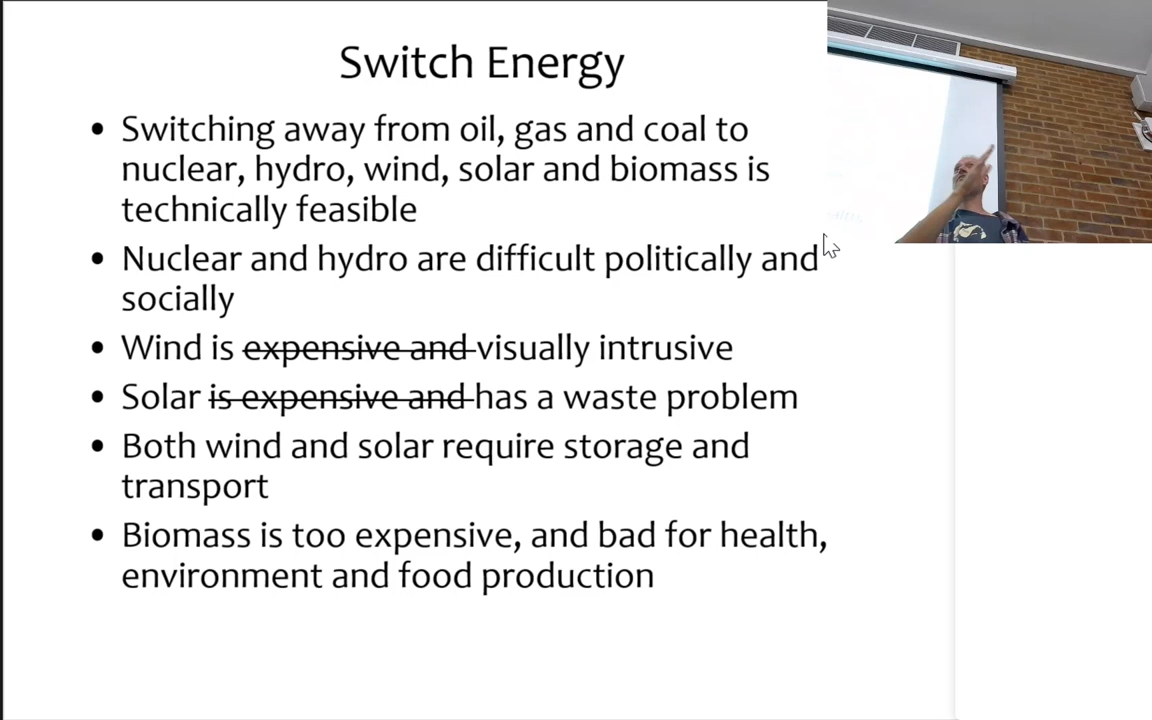 Switch Energy
• Switching away from oil, gas and coal to
nuclear, hydro, wind, solar and biomass is
technically feasible
• Nuclear and hydro are difficult politically and
socially
• Wind is expensive and visually intrusive
• Solar is expensive and has a waste problem
• Both wind and solar require storage and
transport
• Biomass is too expensive, and bad for health,
environment and food production